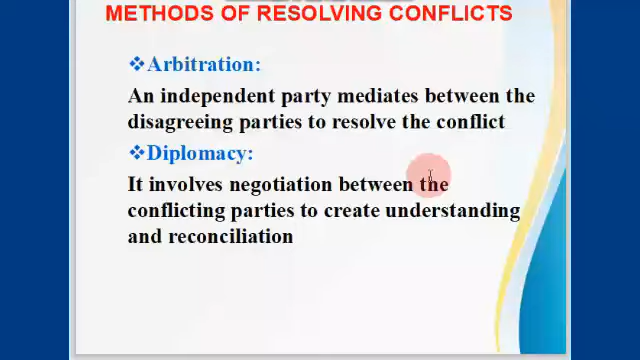 METHODS OF RESOLVING CONFLICTS
❖Arbitration:
An independent party mediates between the
disagreeing parties to resolve the conflict
❖Diplomacy:
It involves negotiation between the
conflicting parties to create understanding
and reconciliation